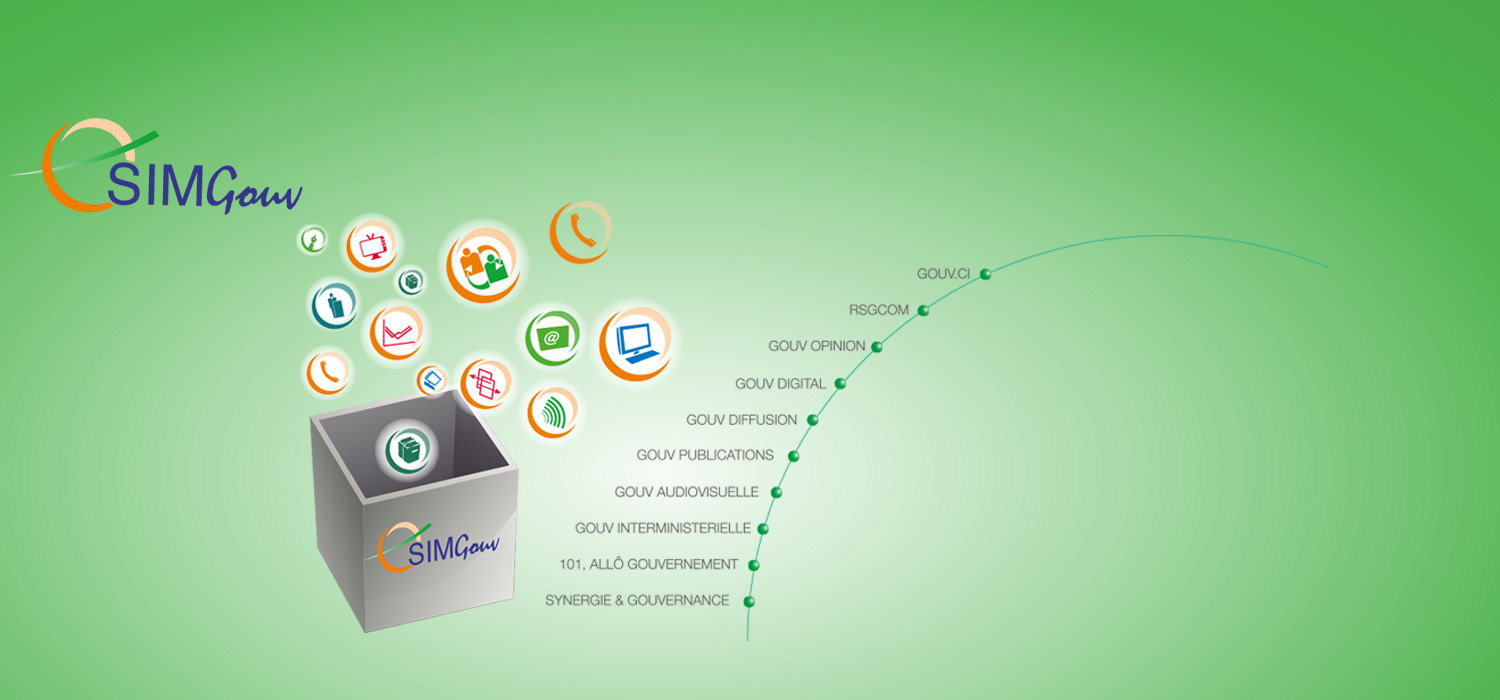 SIMGouv
GOUV.CI
RSGCOM
GOUV OPINION
GOUV DIGITAL
GOUV DIFFUSION
GOUV PUBLICATIONS
GOUV AUDIOVISUELLE
GOUV INTERMINISTERIELLE
101, ALLÔ GOUVERNEMENT
SYNERGIE & GOUVERNANCE
@
SIMGouv